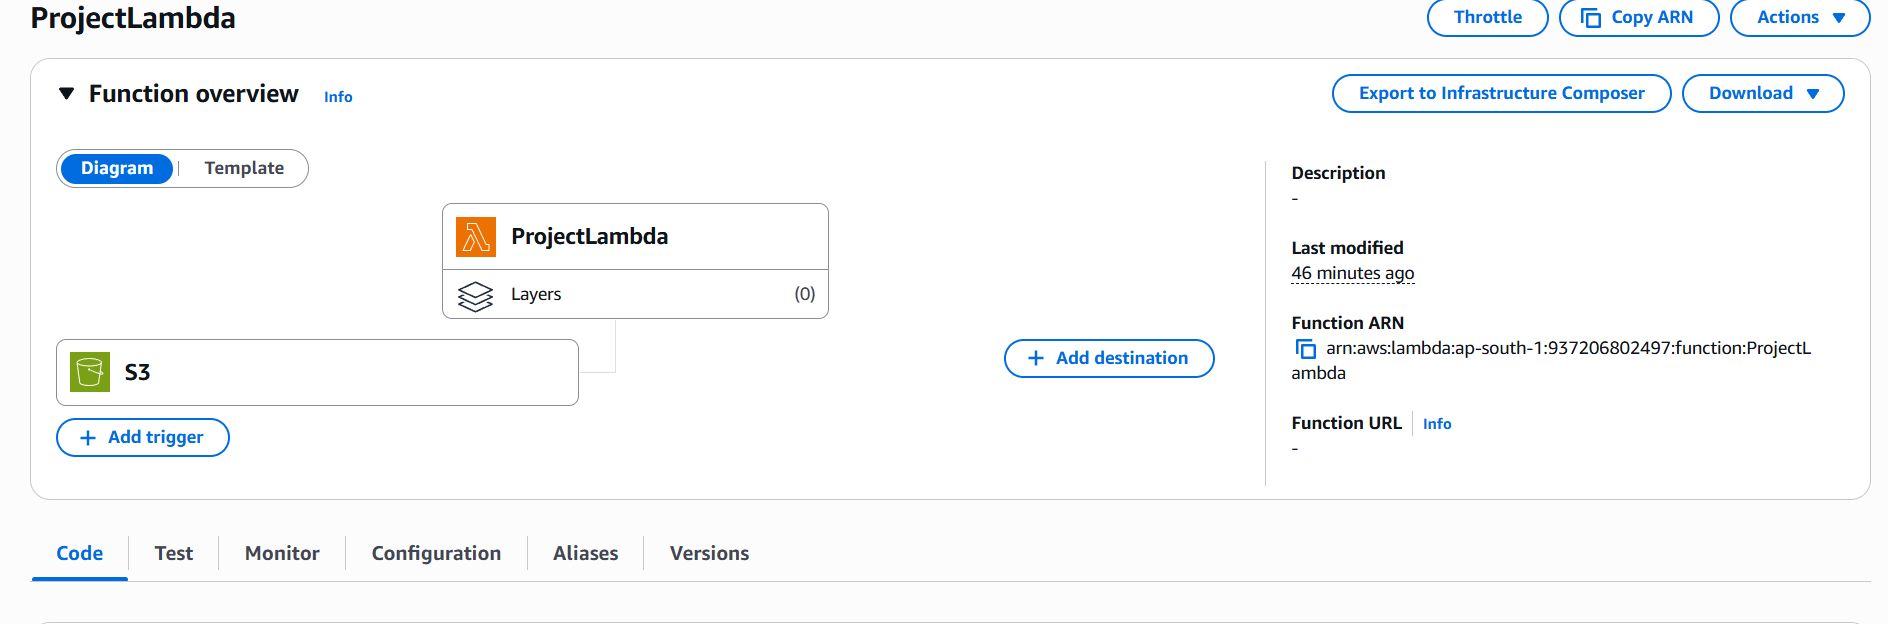 ProjectLambda
Throttle
Copy ARN
Actions
Function overview
Info
Export to Infrastructure Composer
Download
Diagram
Template
ProjectLambda
Layers
(0)
S3
Add trigger
Add destination
Description
-
Last modified
46 minutes ago
Function ARN
arn:aws:lambda:ap-south-1:937206802497:function:ProjectL
ambda
Function URL
Info
-
Code
Test
Monitor
Configuration
Aliases
Versions